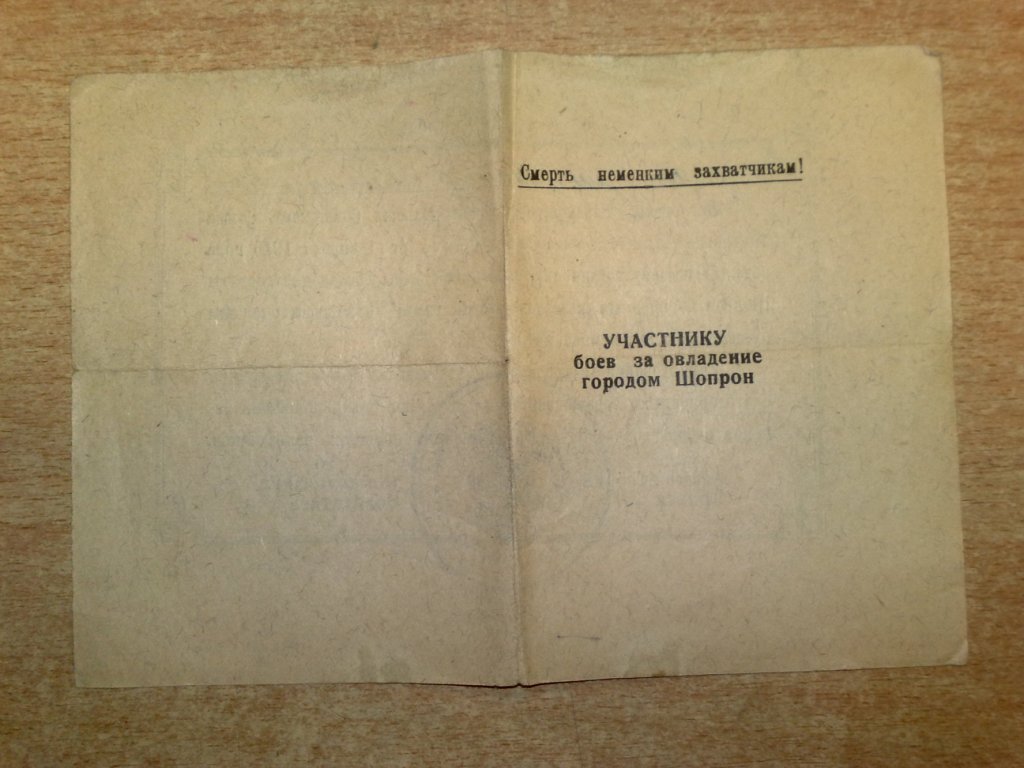 Смерть немецким захватчикам!
УЧАСТНИКУ
боев за овладение
городом Шопрон